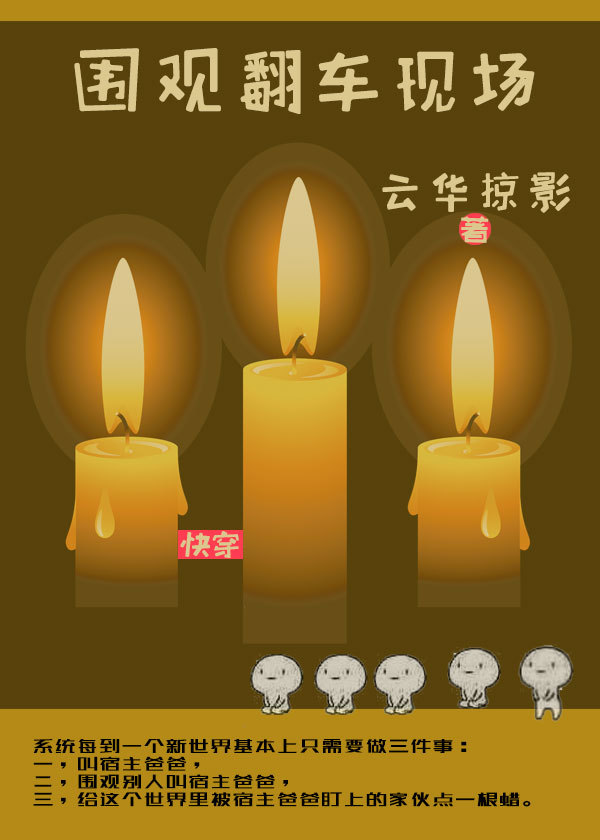 围观翻车现场
云华掠影
著
快穿
系统每到一个新世界基本上只需要做三件事：
一，叫宿主爸爸，
二，围观别人叫宿主爸爸，
三，给这个世界里被宿主爸爸盯上的家伙点一根蜡。